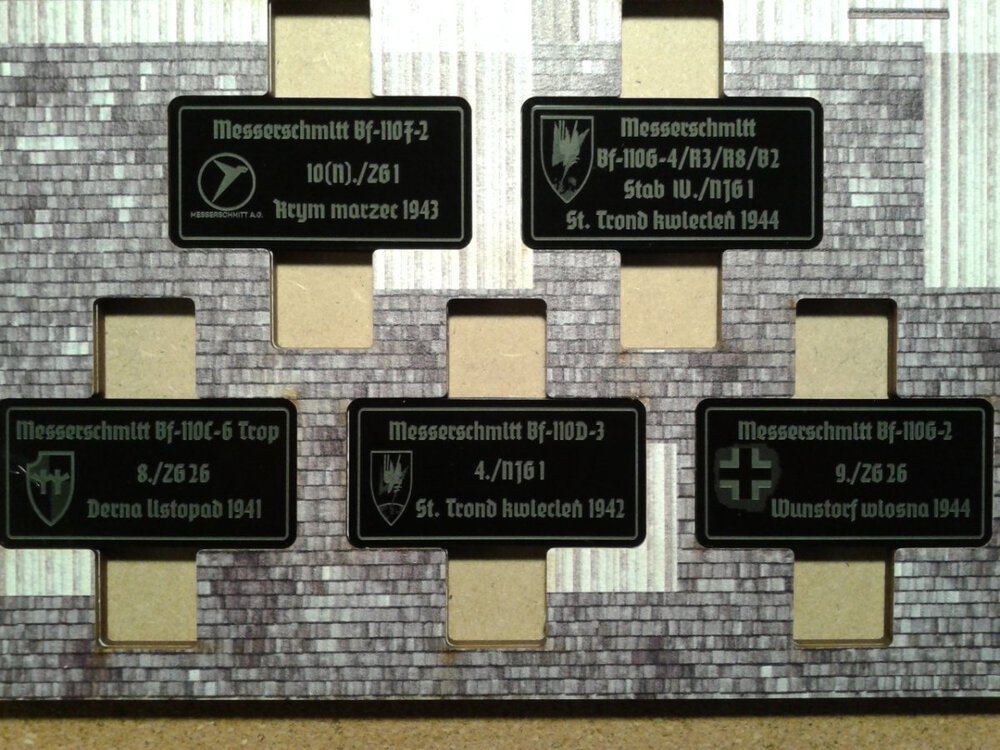 Messerschmitt Bf-110F-2
10(N)./ZG 1
MESSERSCHMITT A.G.
Krym marzec 1943
Messerschmitt
Bf-110G-4/R3/R8/B2
Stab IV./NJG 1
St. Trond kwiecień 1944
Messerschmitt Bf-110C-6 Trop
8./ZG 26
Derna listopad 1941
Messerschmitt Bf-110D-3
4./NJG 1
St. Trond kwiecień 1942
Messerschmitt Bf-110G-2
9./ZG 26
Wunstorf wiosna 1944